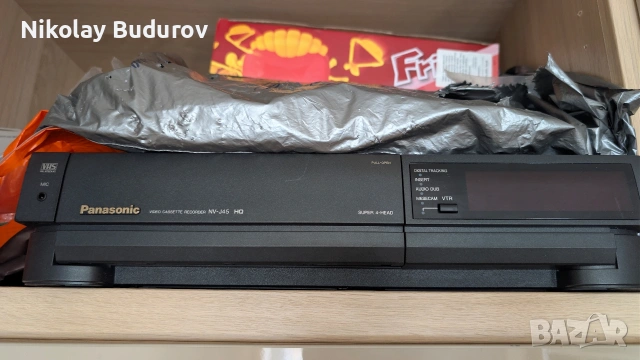 Nikolay Budurov
Fri
VHS
MIC
Panasonic
VIDEO CASSETTE RECORDER NV-J45 HQ
SUPER 4-HEAD
DIGITAL TRACKING
INSERT
AUDIO DUB
VTR
BAZAR